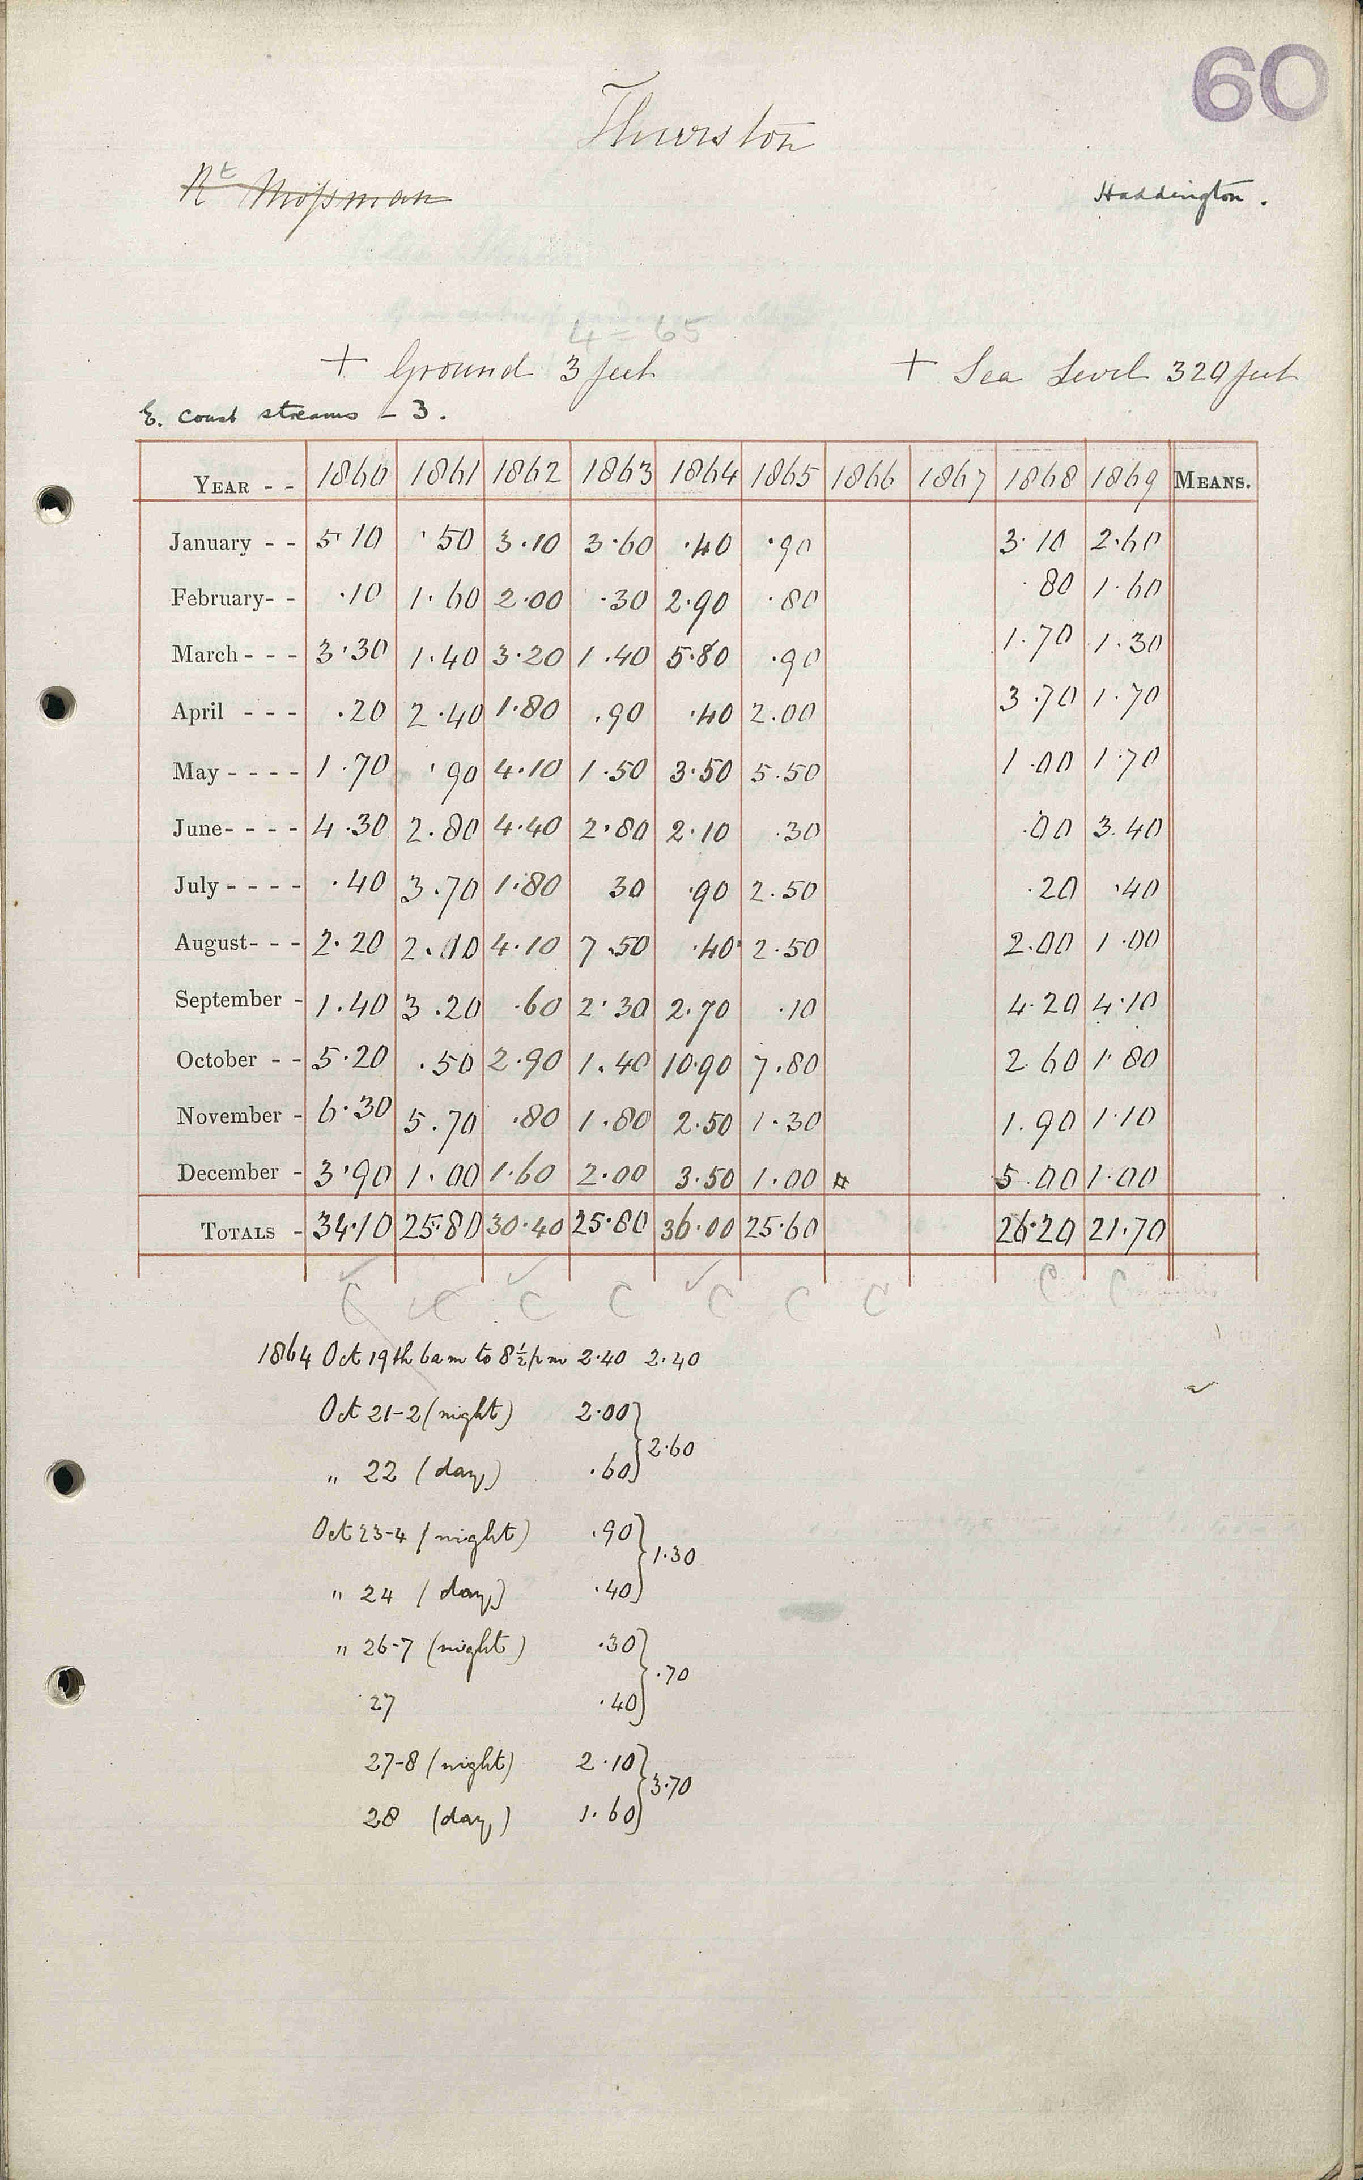 60
Thurston
Rt Mossman
Haddington.
4 = 65
+ Ground 3 feet + Sea Level 320 feet
E. coast streams - 3.
YEAR - - 1860 1861 1862 1863 1864 1865 1866 1867 1868 1869 MEANS.
January - - 5.10 .50 3.10 3.60 .40 .90 3.10 2.60
February- - .10 1.60 2.00 .30 2.90 .80 .80 1.60
March - - - 3.30 1.40 3.20 1.40 5.80 .90 1.70 1.30
April - - - .20 2.40 1.80 .90 .40 2.00 3.70 1.70
May - - - - 1.70 .90 4.10 1.50 3.50 5.50 1.00 1.70
June- - - - 4.30 2.80 4.40 2.80 2.10 .30 .00 3.40
July - - - - .40 3.70 1.80 30 .90 2.50 .20 .40
August- - - 2.20 2.10 4.10 7.50 .40 2.50 2.00 1.00
September - 1.40 3.20 .60 2.30 2.70 .10 4.20 4.10
October - - 5.20 .50 2.90 1.40 10.90 7.80 2.60 1.80
November - 6.30 5.70 .80 1.80 2.50 1.30 1.90 1.10
December - 3.90 1.00 1.60 2.00 3.50 1.00 5.00 1.00
TOTALS - 34.10 25.80 30.40 25.80 36.00 25.60 26.20 21.70
C C C C C C C C C
1864 Oct 19th 6am to 8½pm 2.40 2.40
Oct 21-2 (night) 2.00
2.60
" 22 (day) .60
Oct 23-4 (night) .90
1.30
" 24 (day) .40
" 26-7 (night) .30
.70
27 .40
27-8 (night) 2.10
3.70
28 (day) 1.60